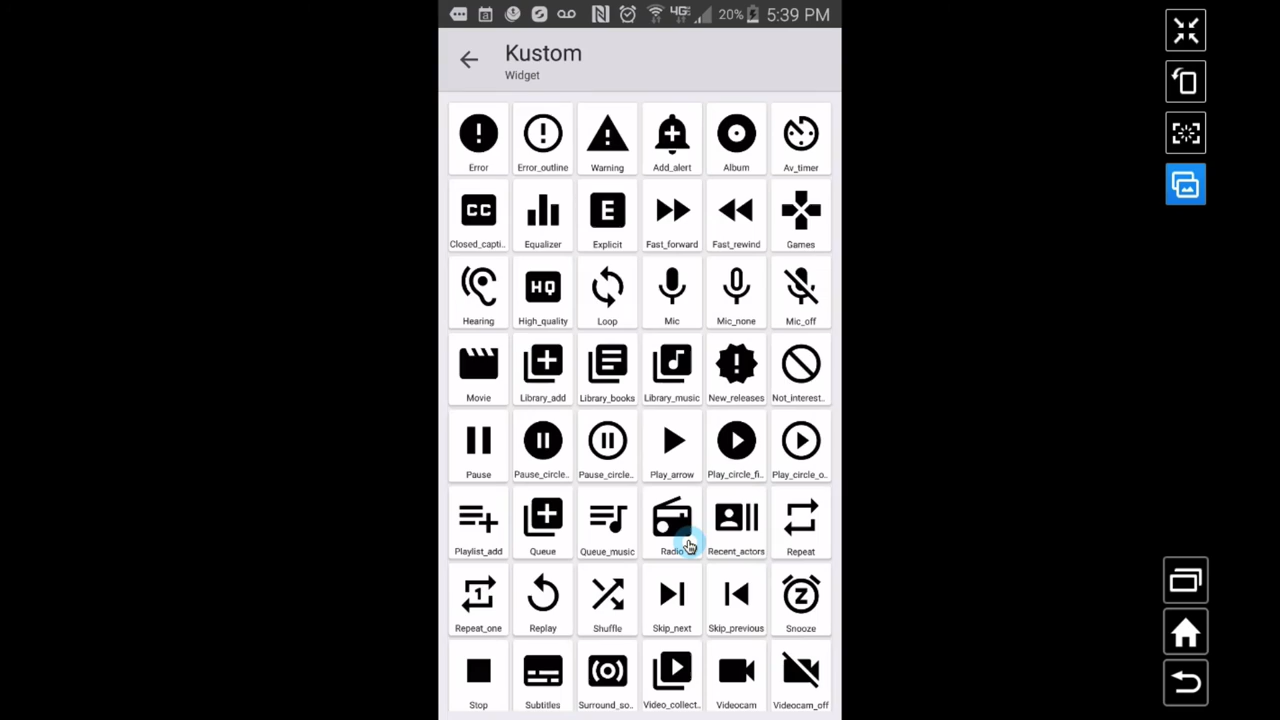 4G 20% 5:39 PM
Kustom
Widget
Error Error_outline Warning Add_alert Album Av_timer
CC E
Closed_capti.. Equalizer Explicit Fast_forward Fast_rewind Games
HQ
Hearing High_quality Loop Mic Mic_none Mic_off
Movie Library_add Library_books Library_music New_releases Not_interest..
Pause Pause_circle.. Pause_circle.. Play_arrow Play_circle_fi.. Play_circle_o..
Playlist_add Queue Queue_music Radio Recent_actors Repeat
1 Z
Repeat_one Replay Shuffle Skip_next Skip_previous Snooze
Stop Subtitles Surround_so.. Video_collect.. Videocam Videocam_off